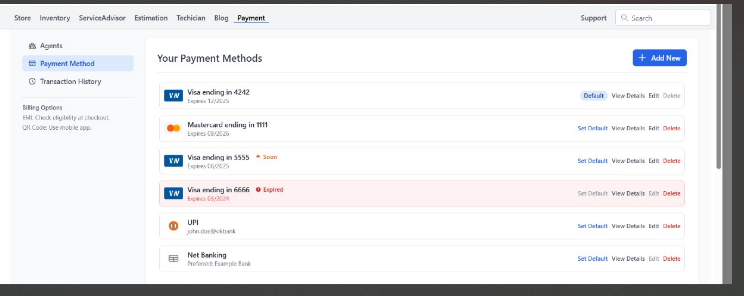 Store Inventory ServiceAdvisor Estimation Techician Blog Payment Support Search
Agents
Payment Method
Transaction History
Billing Options
EMI: Check eligibility at checkout.
QR Code: Use mobile app.
Your Payment Methods
+ Add New
Visa ending in 4242
Expires 12/2025
Default View Details Edit Delete
Mastercard ending in 1111
Expires 08/2026
Set Default View Details Edit Delete
Visa ending in 5555 Soon
Expires 06/2025
Set Default View Details Edit Delete
Visa ending in 6666 Expired
Expires 03/2024
Set Default View Details Edit Delete
UPI
john.doe@okbank
Set Default View Details Edit Delete
Net Banking
Preferred: Example Bank
Set Default View Details Edit Delete